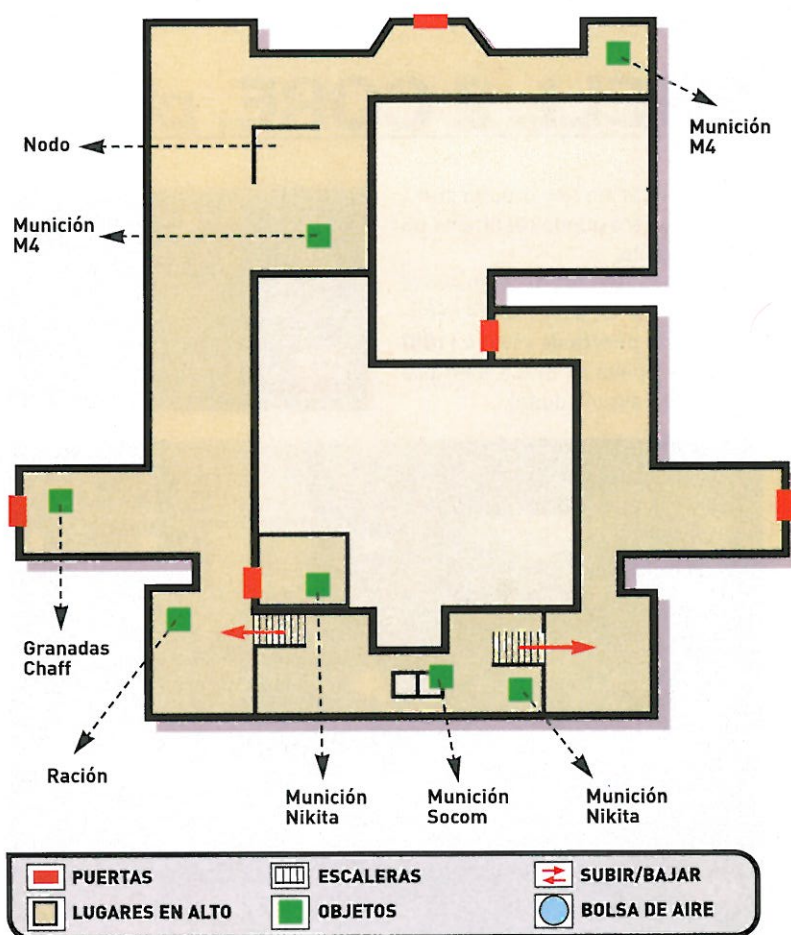 Munición
M4
Nodo
Munición
M4
Granadas
Chaff
Ración
Munición
Nikita
Munición
Socom
Munición
Nikita
PUERTAS
ESCALERAS
SUBIR/BAJAR
LUGARES EN ALTO
OBJETOS
BOLSA DE AIRE